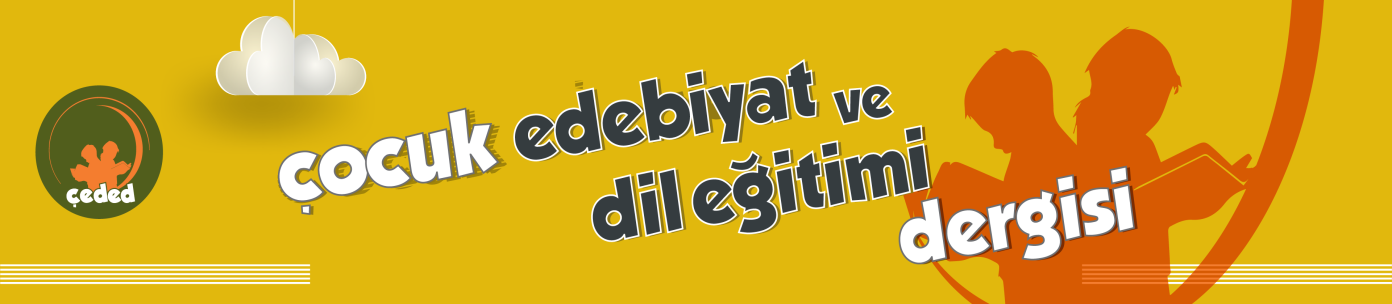 çeded
çocuk edebiyat ve
dil eğitimi
dergisi